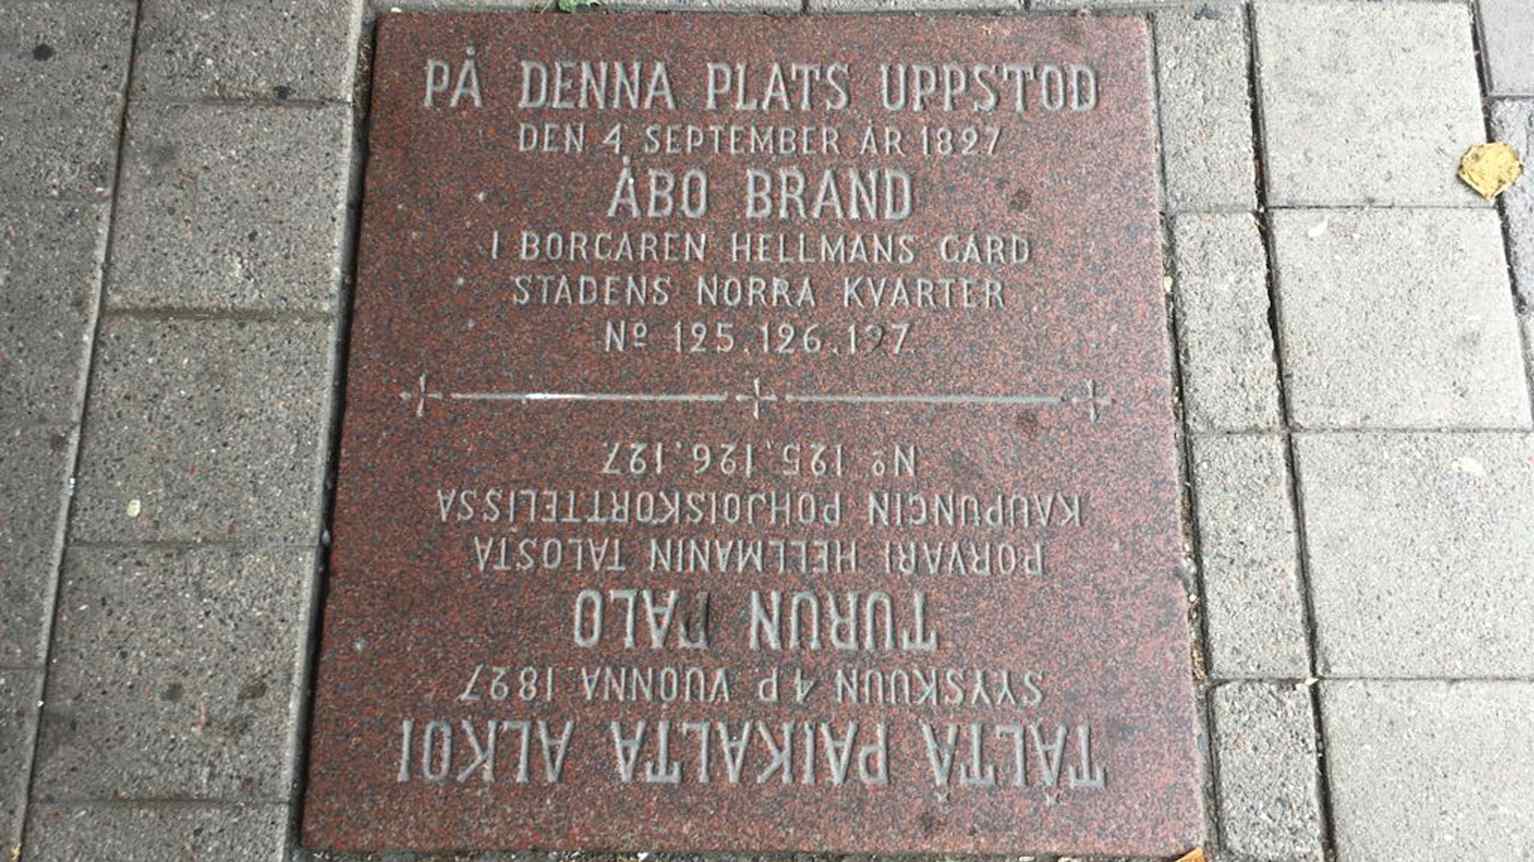 PÅ DENNA PLATS UPPSTOD
DEN 4 SEPTEMBER ÅR 1827
ÅBO BRAND
I BORGAREN HELLMANS GÅRD
STADENS NORRA KVARTER
Nº 125. 126. 127.
TÄLTÄ PAIKALTA ALKOI
SYYSKUUN 4 P VUONNA 1827
TURUN PALO
PORVARI HELLMANIN TALOSTA
KAUPUNGIN POHJOISKORTTELISSA
Nº 125. 126. 127